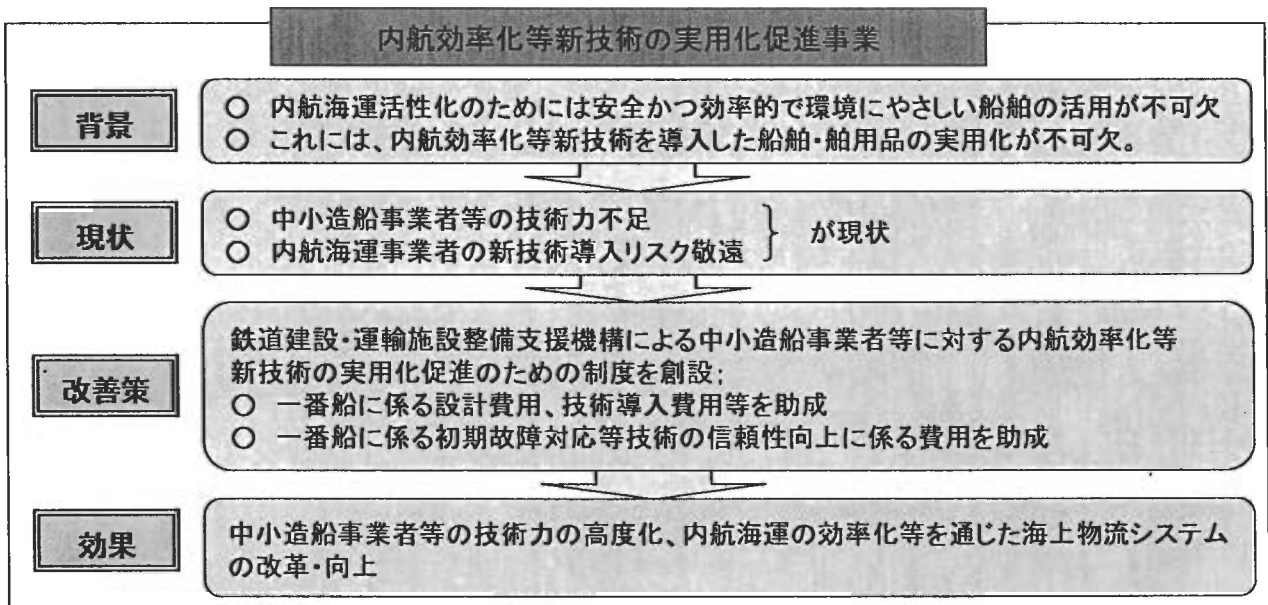 内航効率化等新技術の実用化促進事業
背景
○ 内航海運活性化のためには安全かつ効率的で環境にやさしい船舶の活用が不可欠
○ これには、内航効率化等新技術を導入した船舶・舶用品の実用化が不可欠。
現状
○ 中小造船事業者等の技術力不足
○ 内航海運事業者の新技術導入リスク敬遠
} が現状
改善策
鉄道建設・運輸施設整備支援機構による中小造船事業者等に対する内航効率化等
新技術の実用化促進のための制度を創設;
○ 一番船に係る設計費用、技術導入費用等を助成
○ 一番船に係る初期故障対応等技術の信頼性向上に係る費用を助成
効果
中小造船事業者等の技術力の高度化、内航海運の効率化等を通じた海上物流システム
の改革・向上